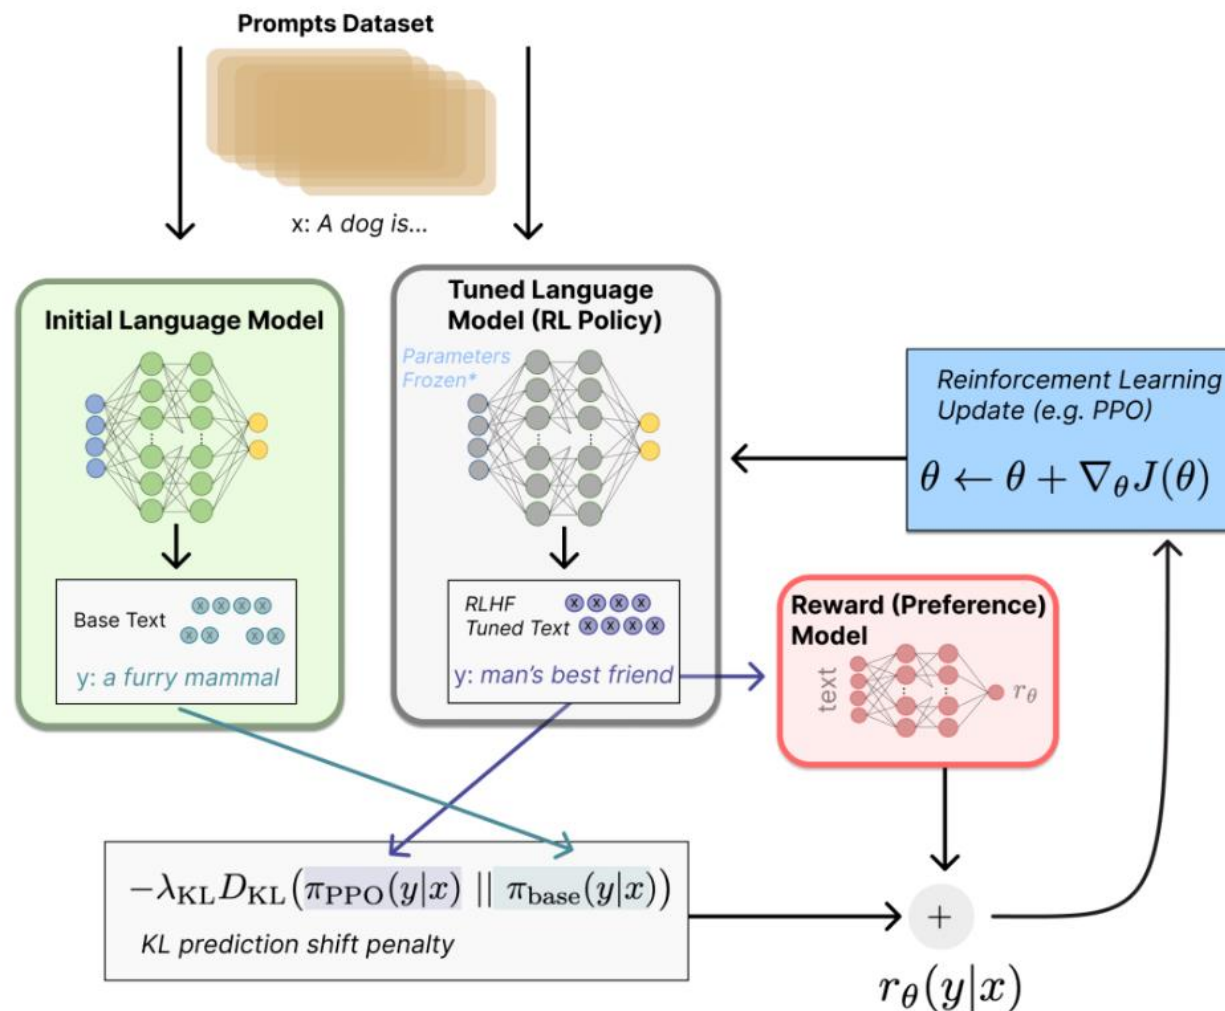 Prompts Dataset
x: A dog is...
Initial Language Model
Base Text
x x x x
x x x x
y: a furry mammal
Tuned Language
Model (RL Policy)
Parameters
Frozen*
RLHF
Tuned Text
x x x x
x x x x
y: man's best friend
Reinforcement Learning
Update (e.g. PPO)
θ ← θ + ∇θJ(θ)
Reward (Preference)
Model
text
rθ
−λKL DKL(πPPO(y|x) || πbase(y|x))
KL prediction shift penalty
+
rθ(y|x)